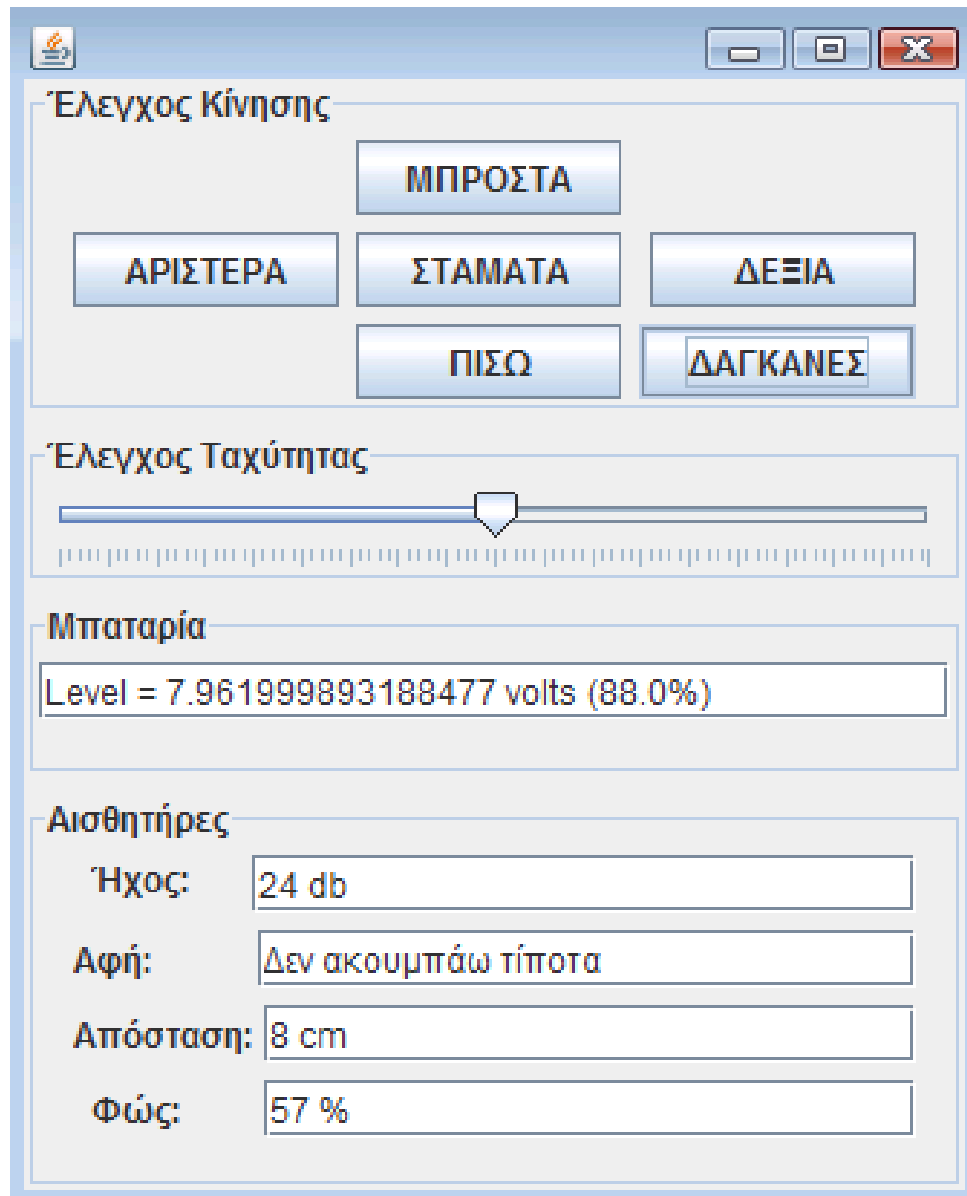 Έλεγχος Κίνησης
ΜΠΡΟΣΤΑ
ΑΡΙΣΤΕΡΑ ΣΤΑΜΑΤΑ ΔΕΞΙΑ
ΠΙΣΩ ΔΑΓΚΑΝΕΣ
Έλεγχος Ταχύτητας
Μπαταρία
Level = 7.961999893188477 volts (88.0%)
Αισθητήρες
Ήχος: 24 db
Αφή: Δεν ακουμπάω τίποτα
Απόσταση: 8 cm
Φώς: 57 %